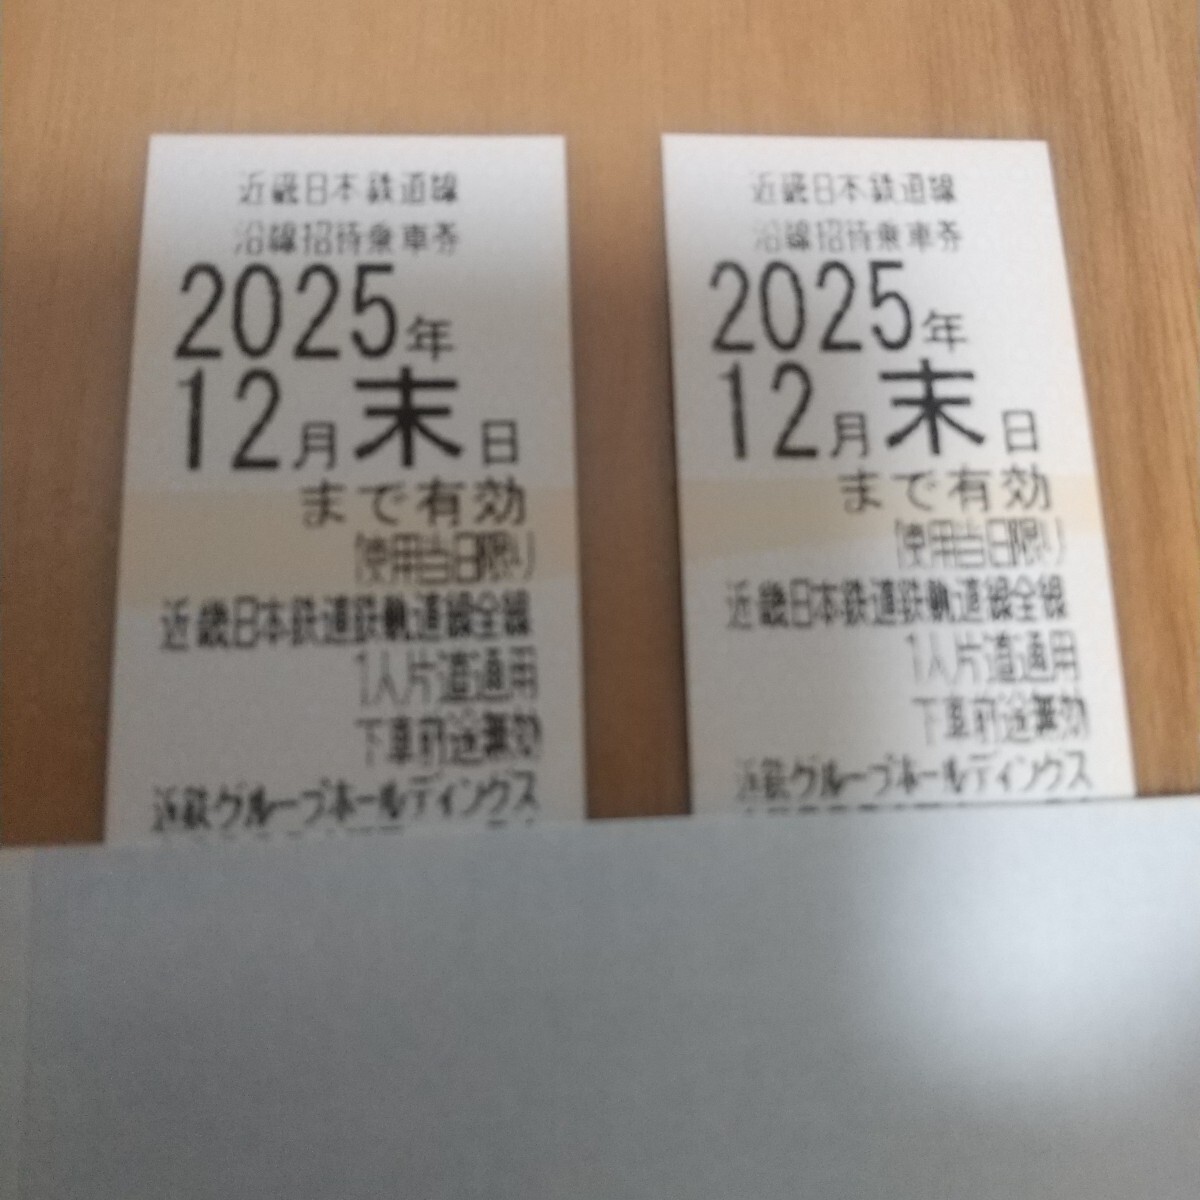 近畿日本鉄道線
沿線招待乗車券
2025年
12月末日
まで有効
使用当日限り
近畿日本鉄道鉄軌道線全線
1人片道適用
下車前途無効
近鉄グループホールディングス
近畿日本鉄道線
沿線招待乗車券
2025年
12月末日
まで有効
使用当日限り
近畿日本鉄道鉄軌道線全線
1人片道適用
下車前途無効
近鉄グループホールディングス